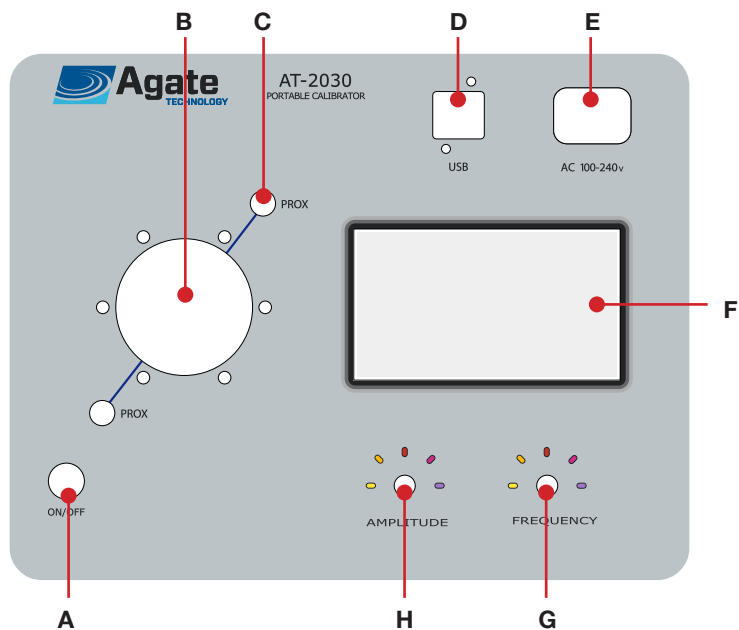 B C D E
Agate
TECHNOLOGY
AT-2030
PORTABLE CALIBRATOR
USB
AC 100-240v
PROX
F
PROX
ON/OFF
AMPLITUDE
FREQUENCY
A H G